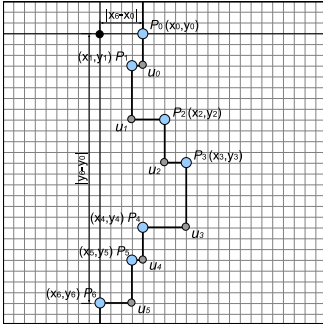 |x₆-x₀|
P₀ (x₀,y₀)
(x₁,y₁) P₁
u₀
P₂ (x₂,y₂)
u₁
|y₆-y₀|
u₂
P₃ (x₃,y₃)
(x₄,y₄) P₄
u₃
(x₅,y₅) P₅
u₄
(x₆,y₆) P₆
u₅